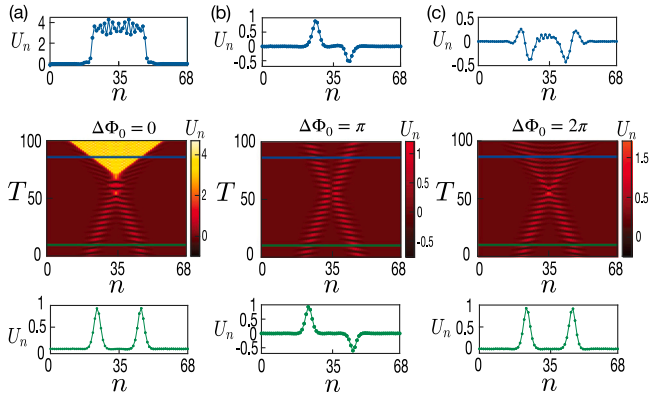 (a) (b) (c)
U_n 4 2 0 0 35 68 n
U_n 1 0.5 0 -0.5 0 35 68 n
U_n 0.5 0 -0.5 0 35 68 n
ΔΦ_0 = 0 U_n
ΔΦ_0 = π U_n
ΔΦ_0 = 2π U_n
T 100 50 0 0 35 68 n 4 2 0
100 50 0 0 35 68 n 1 0.5 0 -0.5
100 50 0 0 35 68 n 1.5 1 0.5 0
U_n 1 0.5 0 0 35 68 n
U_n 1 0.5 0 -0.5 0 35 68 n
U_n 1 0.5 0 0 35 68 n